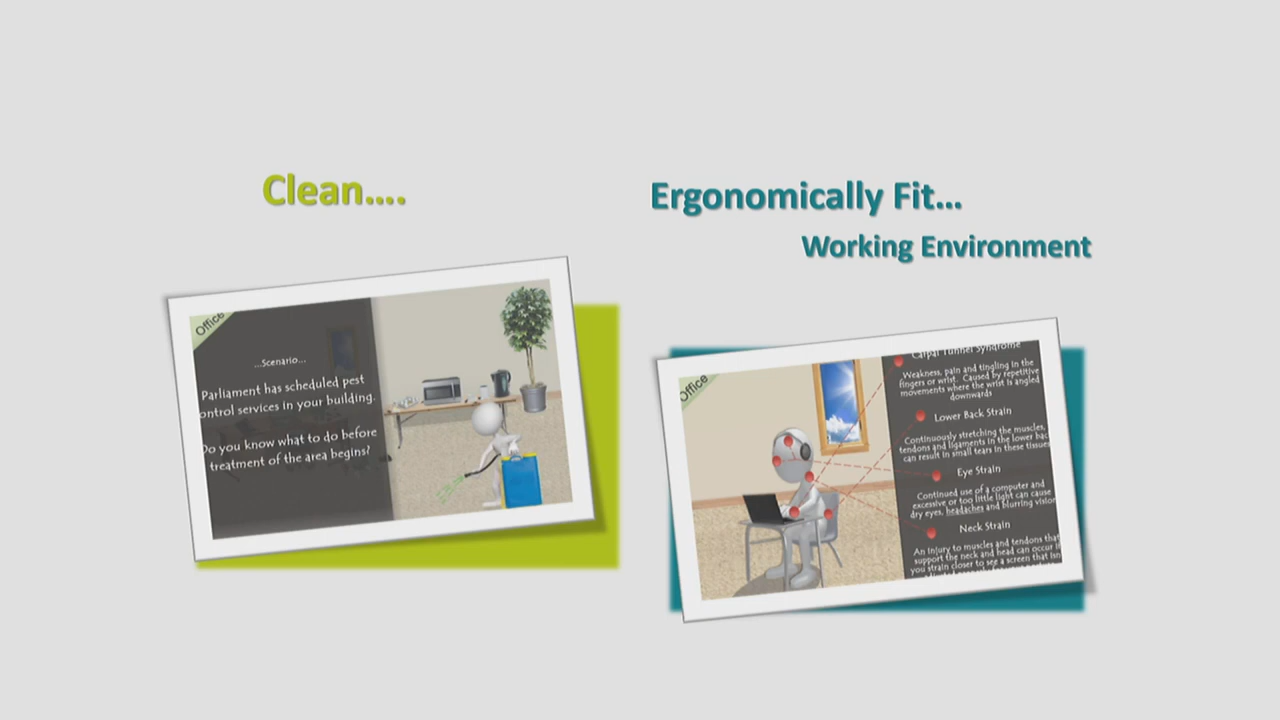 Clean....
Ergonomically Fit...
Working Environment
Office
...Scenario...
Parliament has scheduled pest
ontrol services in your building.
Do you know what to do before
treatment of the area begins?
Office
Carpal Tunnel Syndrome
Weakness, pain and tingling in the
fingers or wrist. Caused by repetitive
movements where the wrist is angled
downwards
Lower Back Strain
Continuously stretching the muscles,
tendons and ligaments in the lower bac
can result in small tears in these tissues
Eye Strain
Continued use of a computer and
excessive or too little light can cause
dry eyes, headaches and blurring vision
Neck Strain
An injury to muscles and tendons that
support the neck and head can occur if
you strain closer to see a screen that isn